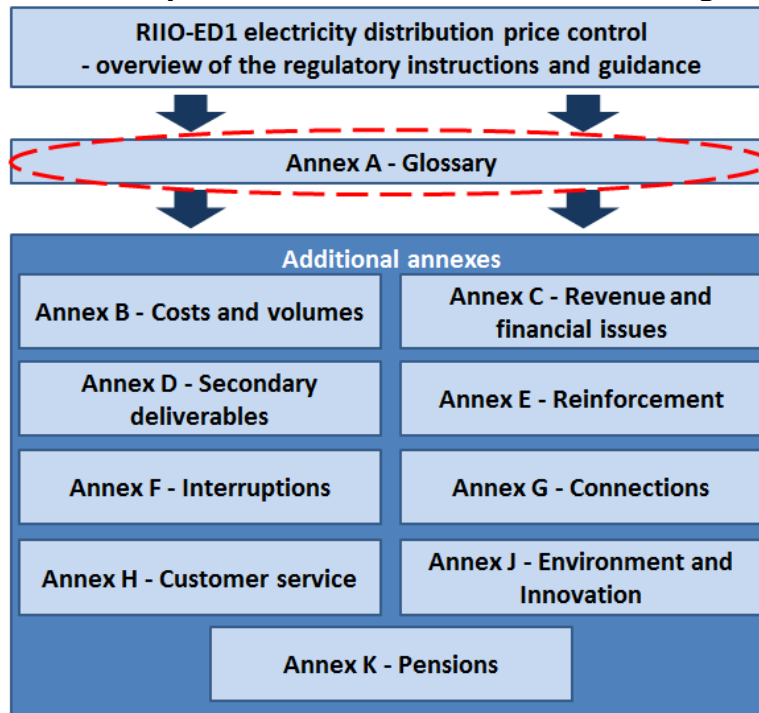 RIIO-ED1 electricity distribution price control
- overview of the regulatory instructions and guidance
Annex A - Glossary
Additional annexes
Annex B - Costs and volumes
Annex C - Revenue and
financial issues
Annex D - Secondary
deliverables
Annex E - Reinforcement
Annex F - Interruptions
Annex G - Connections
Annex H - Customer service
Annex J - Environment and
Innovation
Annex K - Pensions